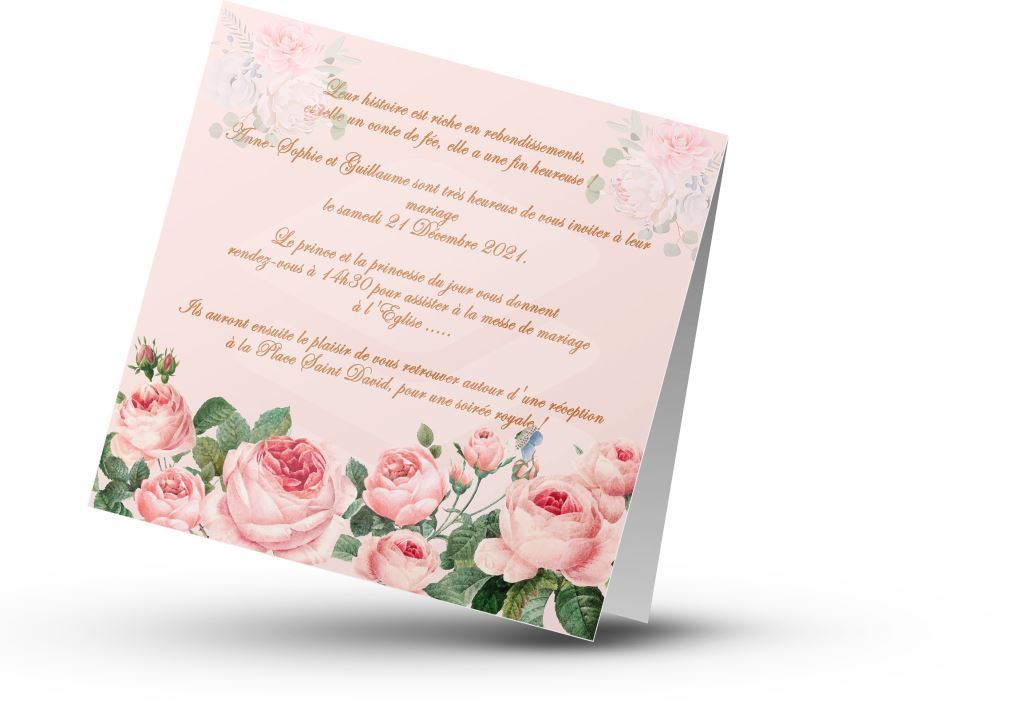 Leur histoire est riche en rebondissements,
et telle un conte de fée, elle a une fin heureuse !
Anne-Sophie et Guillaume sont très heureux de vous inviter à leur
mariage
le samedi 21 Décembre 2021.
Le prince et la princesse du jour vous donnent
rendez-vous à 14h30 pour assister à la messe de mariage
à l'Eglise .....
Ils auront ensuite le plaisir de vous retrouver autour d'une réception
à la Place Saint David, pour une soirée royale !